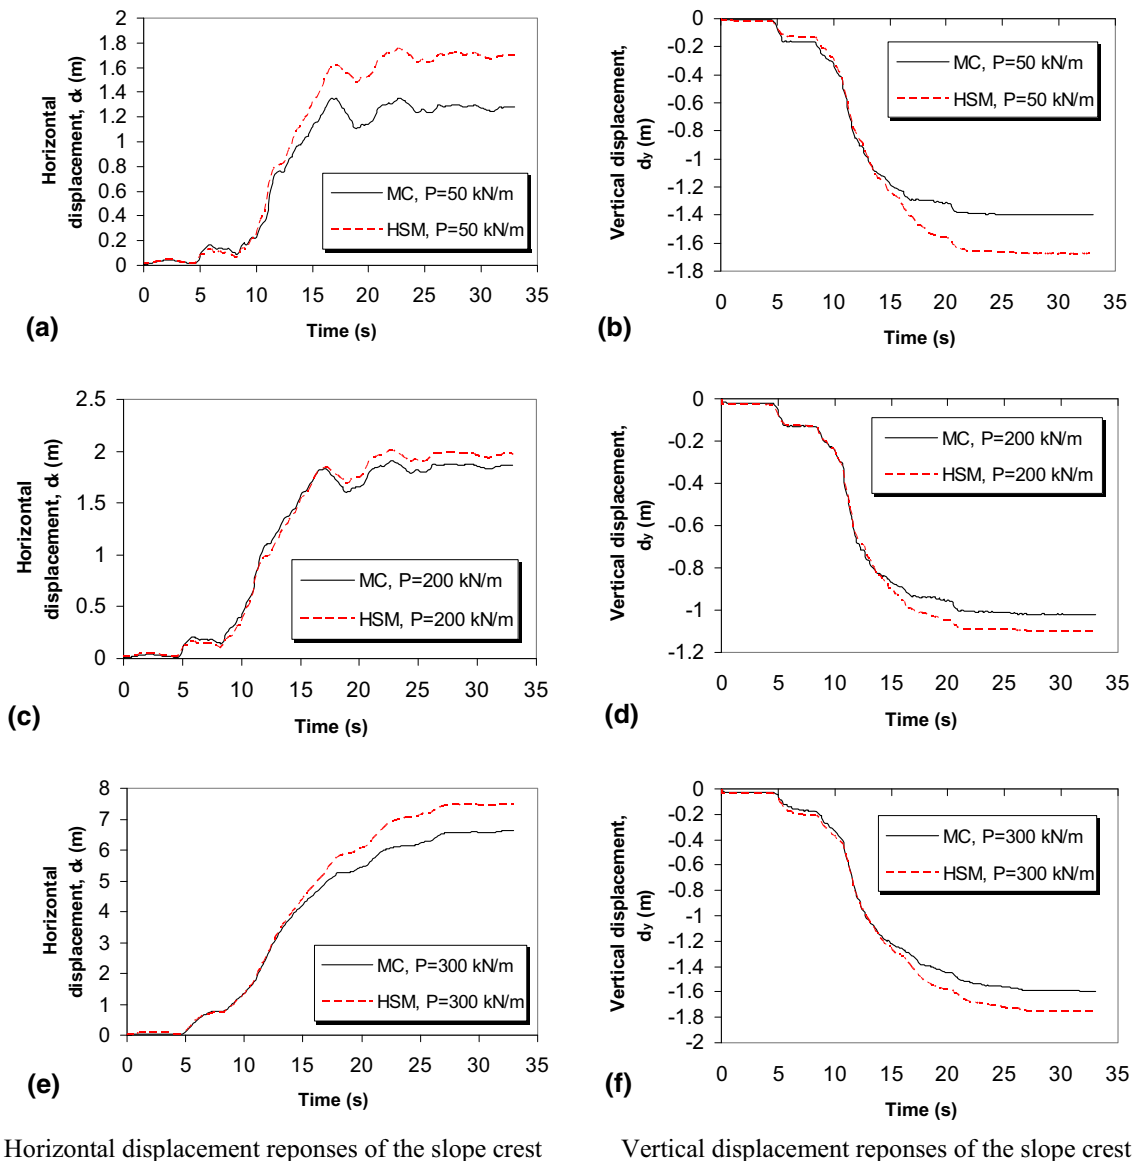 Horizontal
displacement, dx (m)
2
1.8
1.6
1.4
1.2
1
0.8
0.6
0.4
0.2
0
MC, P=50 kN/m
HSM, P=50 kN/m
0 5 10 15 20 25 30 35
Time (s)
(a)
Vertical displacement,
dy (m)
0
-0.2
-0.4
-0.6
-0.8
-1
-1.2
-1.4
-1.6
-1.8
MC, P=50 kN/m
HSM, P=50 kN/m
0 5 10 15 20 25 30 35
Time (s)
(b)
Horizontal
displacement, dx (m)
2.5
2
1.5
1
0.5
0
MC, P=200 kN/m
HSM, P=200 kN/m
0 5 10 15 20 25 30 35
Time (s)
(c)
Vertical displacement,
dy (m)
0
-0.2
-0.4
-0.6
-0.8
-1
-1.2
MC, P=200 kN/m
HSM, P=200 kN/m
0 5 10 15 20 25 30 35
Time (s)
(d)
Horizontal
displacement, dx (m)
8
7
6
5
4
3
2
1
0
MC, P=300 kN/m
HSM, P=300 kN/m
0 5 10 15 20 25 30 35
Time (s)
(e)
Vertical displacement,
dy (m)
0
-0.2
-0.4
-0.6
-0.8
-1
-1.2
-1.4
-1.6
-1.8
-2
MC, P=300 kN/m
HSM, P=300 kN/m
0 5 10 15 20 25 30 35
Time (s)
(f)
Horizontal displacement reponses of the slope crest
Vertical displacement reponses of the slope crest